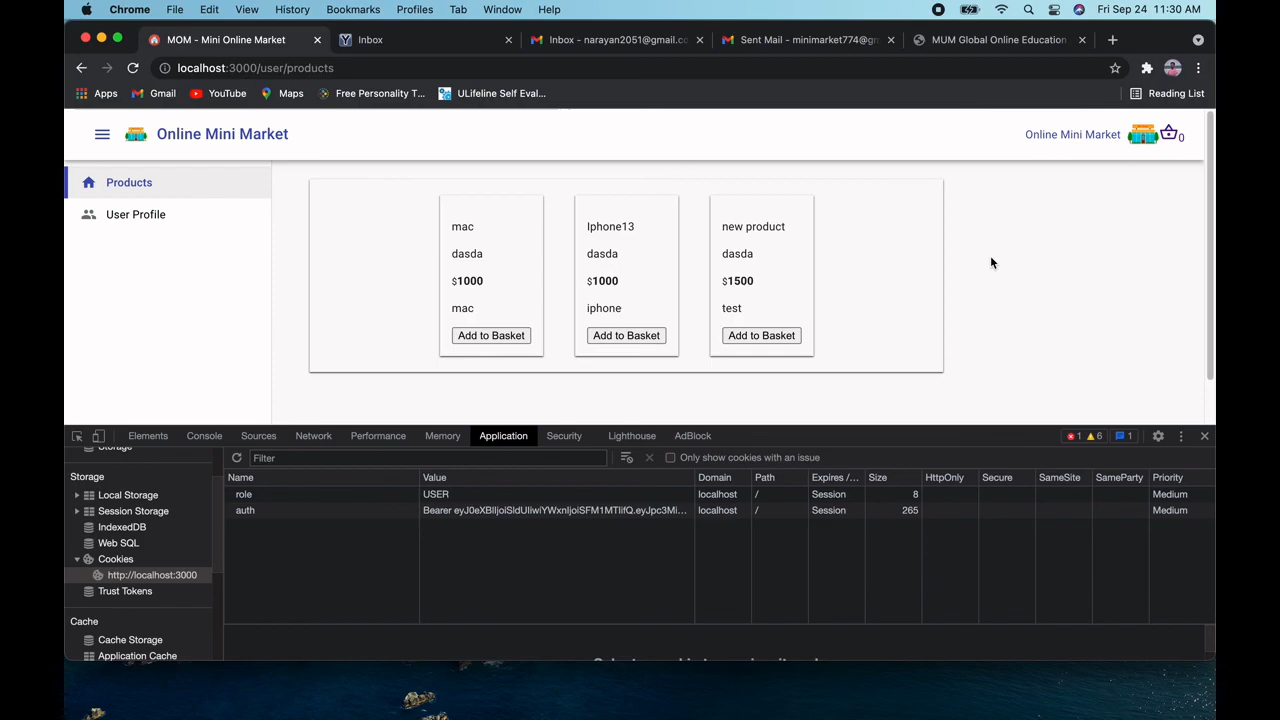 Chrome File Edit View History Bookmarks Profiles Tab Window Help Fri Sep 24 11:30 AM
MOM - Mini Online Market Inbox Inbox - narayan2051@gmail.co Sent Mail - minimarket774@gm MUM Global Online Education
localhost:3000/user/products
Apps Gmail YouTube Maps Free Personality T... ULifeline Self Eval... Reading List
Online Mini Market Online Mini Market 0
Products
User Profile
mac Iphone13 new product
dasda dasda dasda
$1000 $1000 $1500
mac iphone test
Add to Basket Add to Basket Add to Basket
Elements Console Sources Network Performance Memory Application Security Lighthouse AdBlock 1 6 1
Storage
Filter Only show cookies with an issue
Storage
Name Value Domain Path Expires /... Size HttpOnly Secure SameSite SameParty Priority
Local Storage
role USER localhost / Session 8 Medium
Session Storage
auth Bearer localhost / Session 265 Medium
IndexedDB
Web SQL
Cookies
http://localhost:3000
Trust Tokens
Cache
Cache Storage
Application Cache